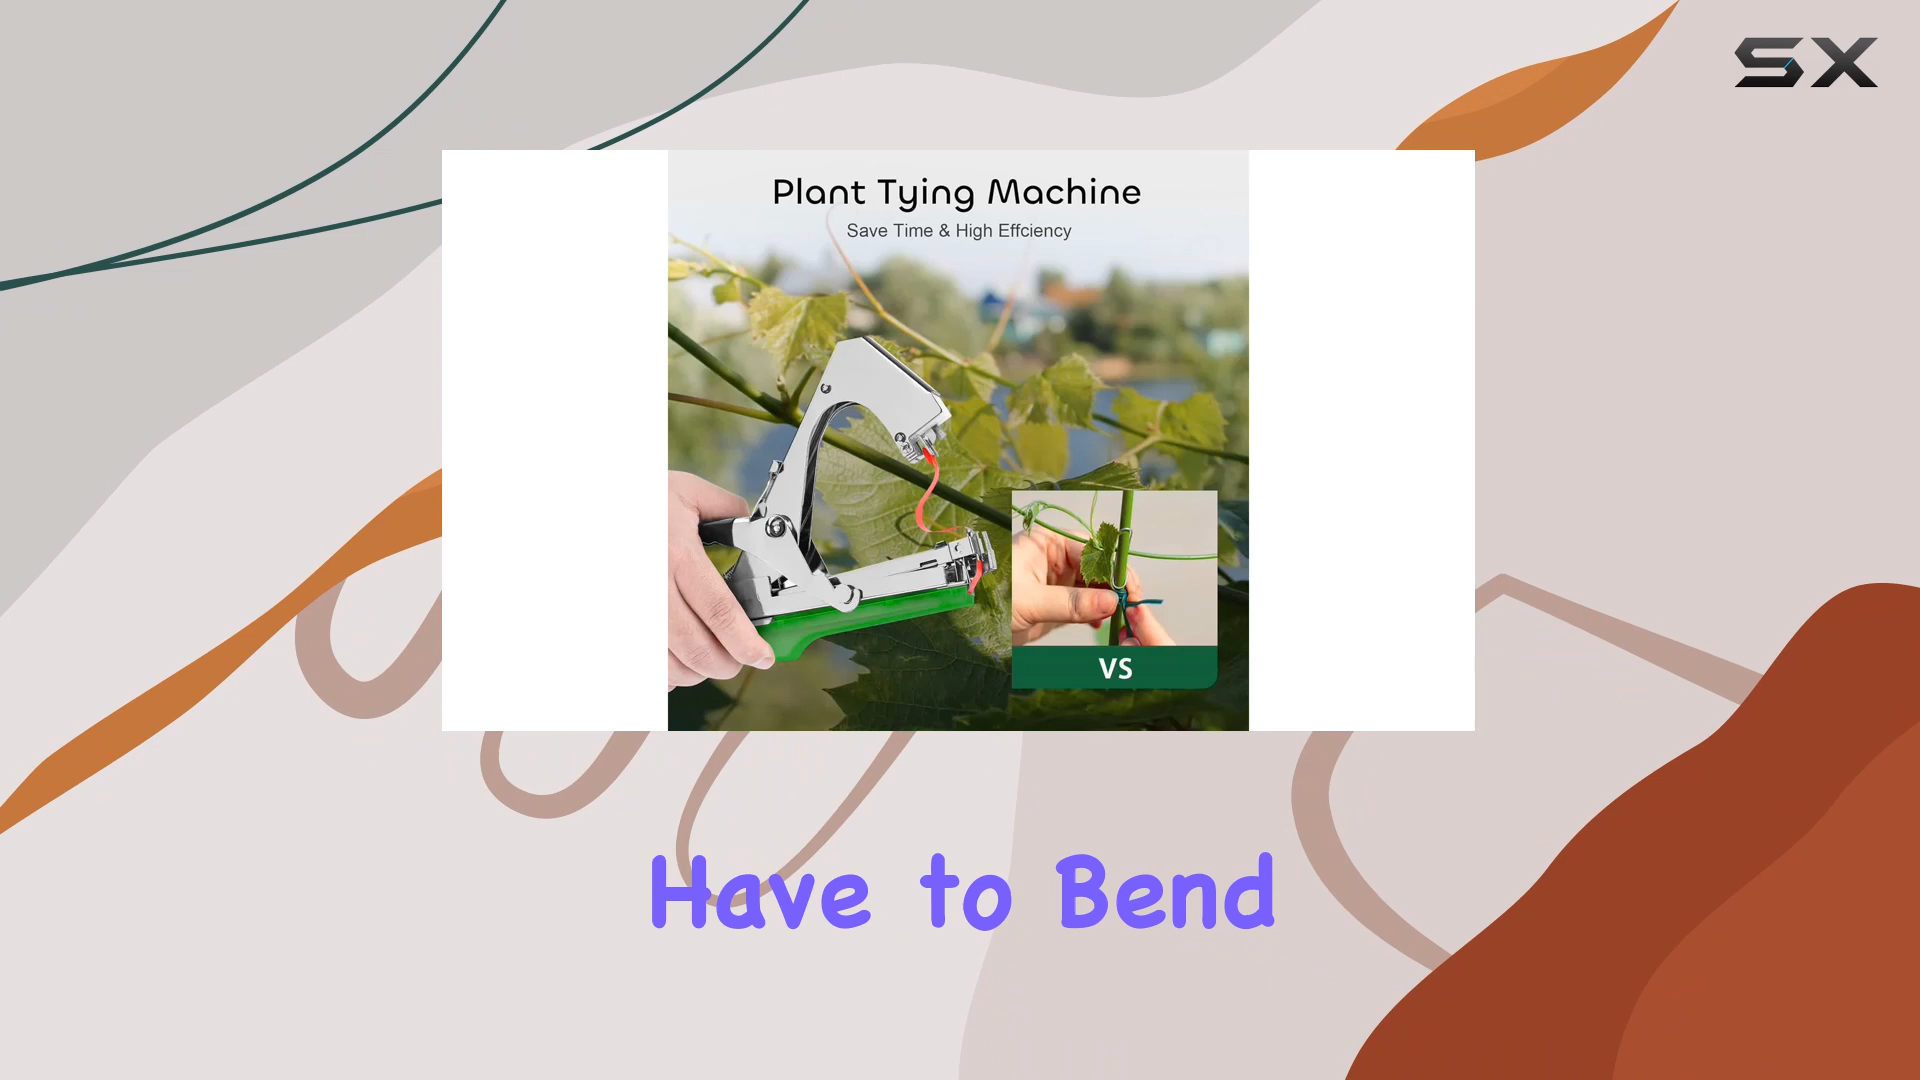 SX
Plant Tying Machine
Save Time & High Effciency
VS
Have to Bend